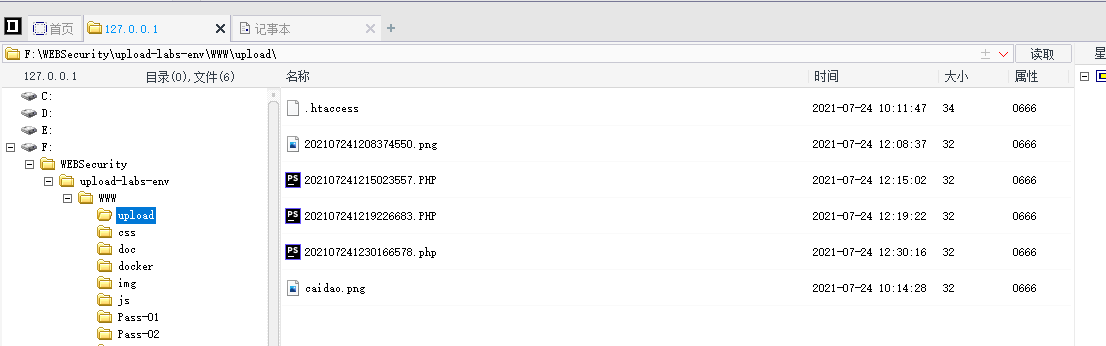 首页 127.0.0.1 记事本
F:\WEBSecurity\upload-labs-env\WWW\upload\ 读取
127.0.0.1 目录(0),文件(6) 名称 时间 大小 属性
C:
D:
E:
F:
WEBSecurity
upload-labs-env
WWW
upload
css
doc
docker
img
js
Pass-01
Pass-02
.htaccess 2021-07-24 10:11:47 34 0666
202107241208374550.png 2021-07-24 12:08:37 32 0666
202107241215023557.PHP 2021-07-24 12:15:02 32 0666
202107241219226683.PHP 2021-07-24 12:19:22 32 0666
202107241230166578.php 2021-07-24 12:30:16 32 0666
caidao.png 2021-07-24 10:14:28 32 0666